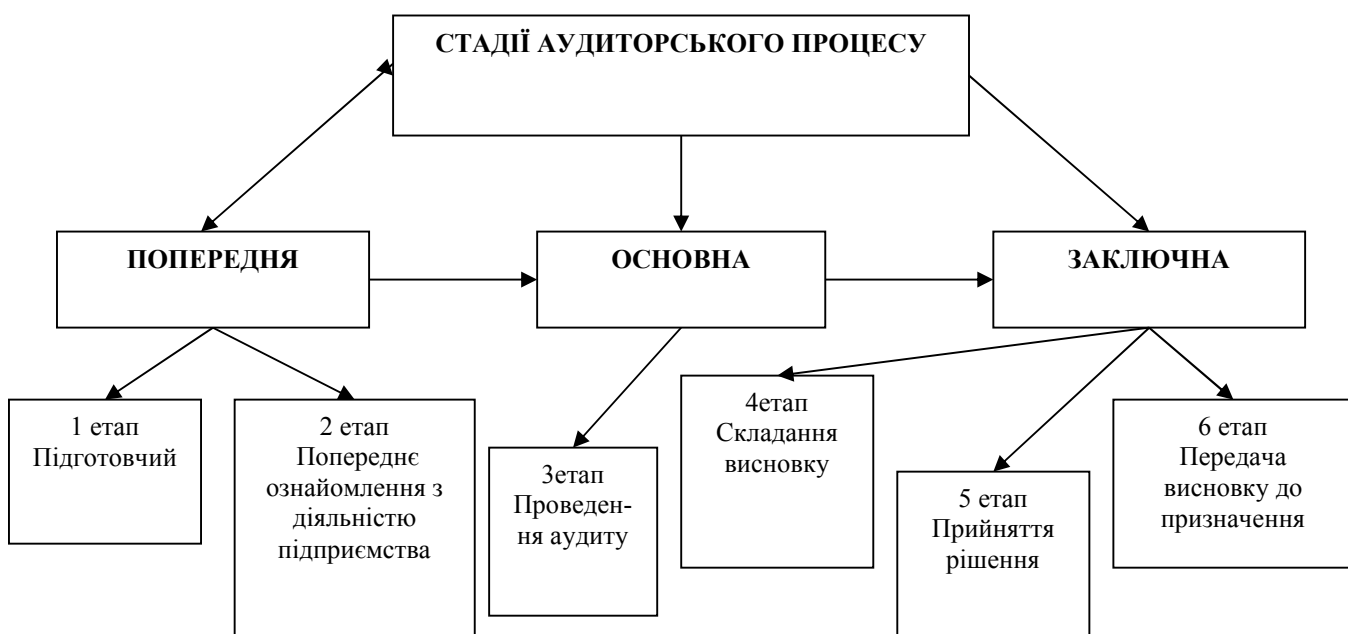 СТАДІЇ АУДИТОРСЬКОГО ПРОЦЕСУ
ПОПЕРЕДНЯ
ОСНОВНА
ЗАКЛЮЧНА
1 етап
Підготовчий
2 етап
Попереднє
ознайомлення з
діяльністю
підприємства
3етап
Проведен-
ня аудиту
4етап
Складання
висновку
5 етап
Прийняття
рішення
6 етап
Передача
висновку до
призначення